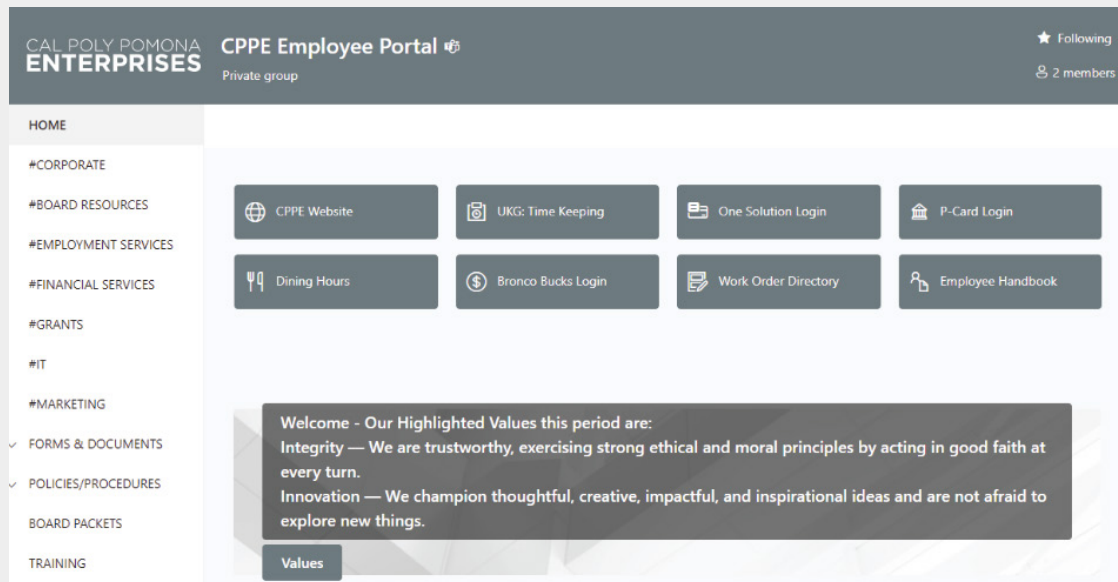 CAL POLY POMONA
ENTERPRISES
CPPE Employee Portal
Private group
Following
2 members
HOME
#CORPORATE
#BOARD RESOURCES
#EMPLOYMENT SERVICES
#FINANCIAL SERVICES
#GRANTS
#IT
#MARKETING
FORMS & DOCUMENTS
POLICIES/PROCEDURES
BOARD PACKETS
TRAINING
CPPE Website
UKG: Time Keeping
One Solution Login
P-Card Login
Dining Hours
Bronco Bucks Login
Work Order Directory
Employee Handbook
Welcome - Our Highlighted Values this period are:
Integrity — We are trustworthy, exercising strong ethical and moral principles by acting in good faith at
every turn.
Innovation — We champion thoughtful, creative, impactful, and inspirational ideas and are not afraid to
explore new things.
Values